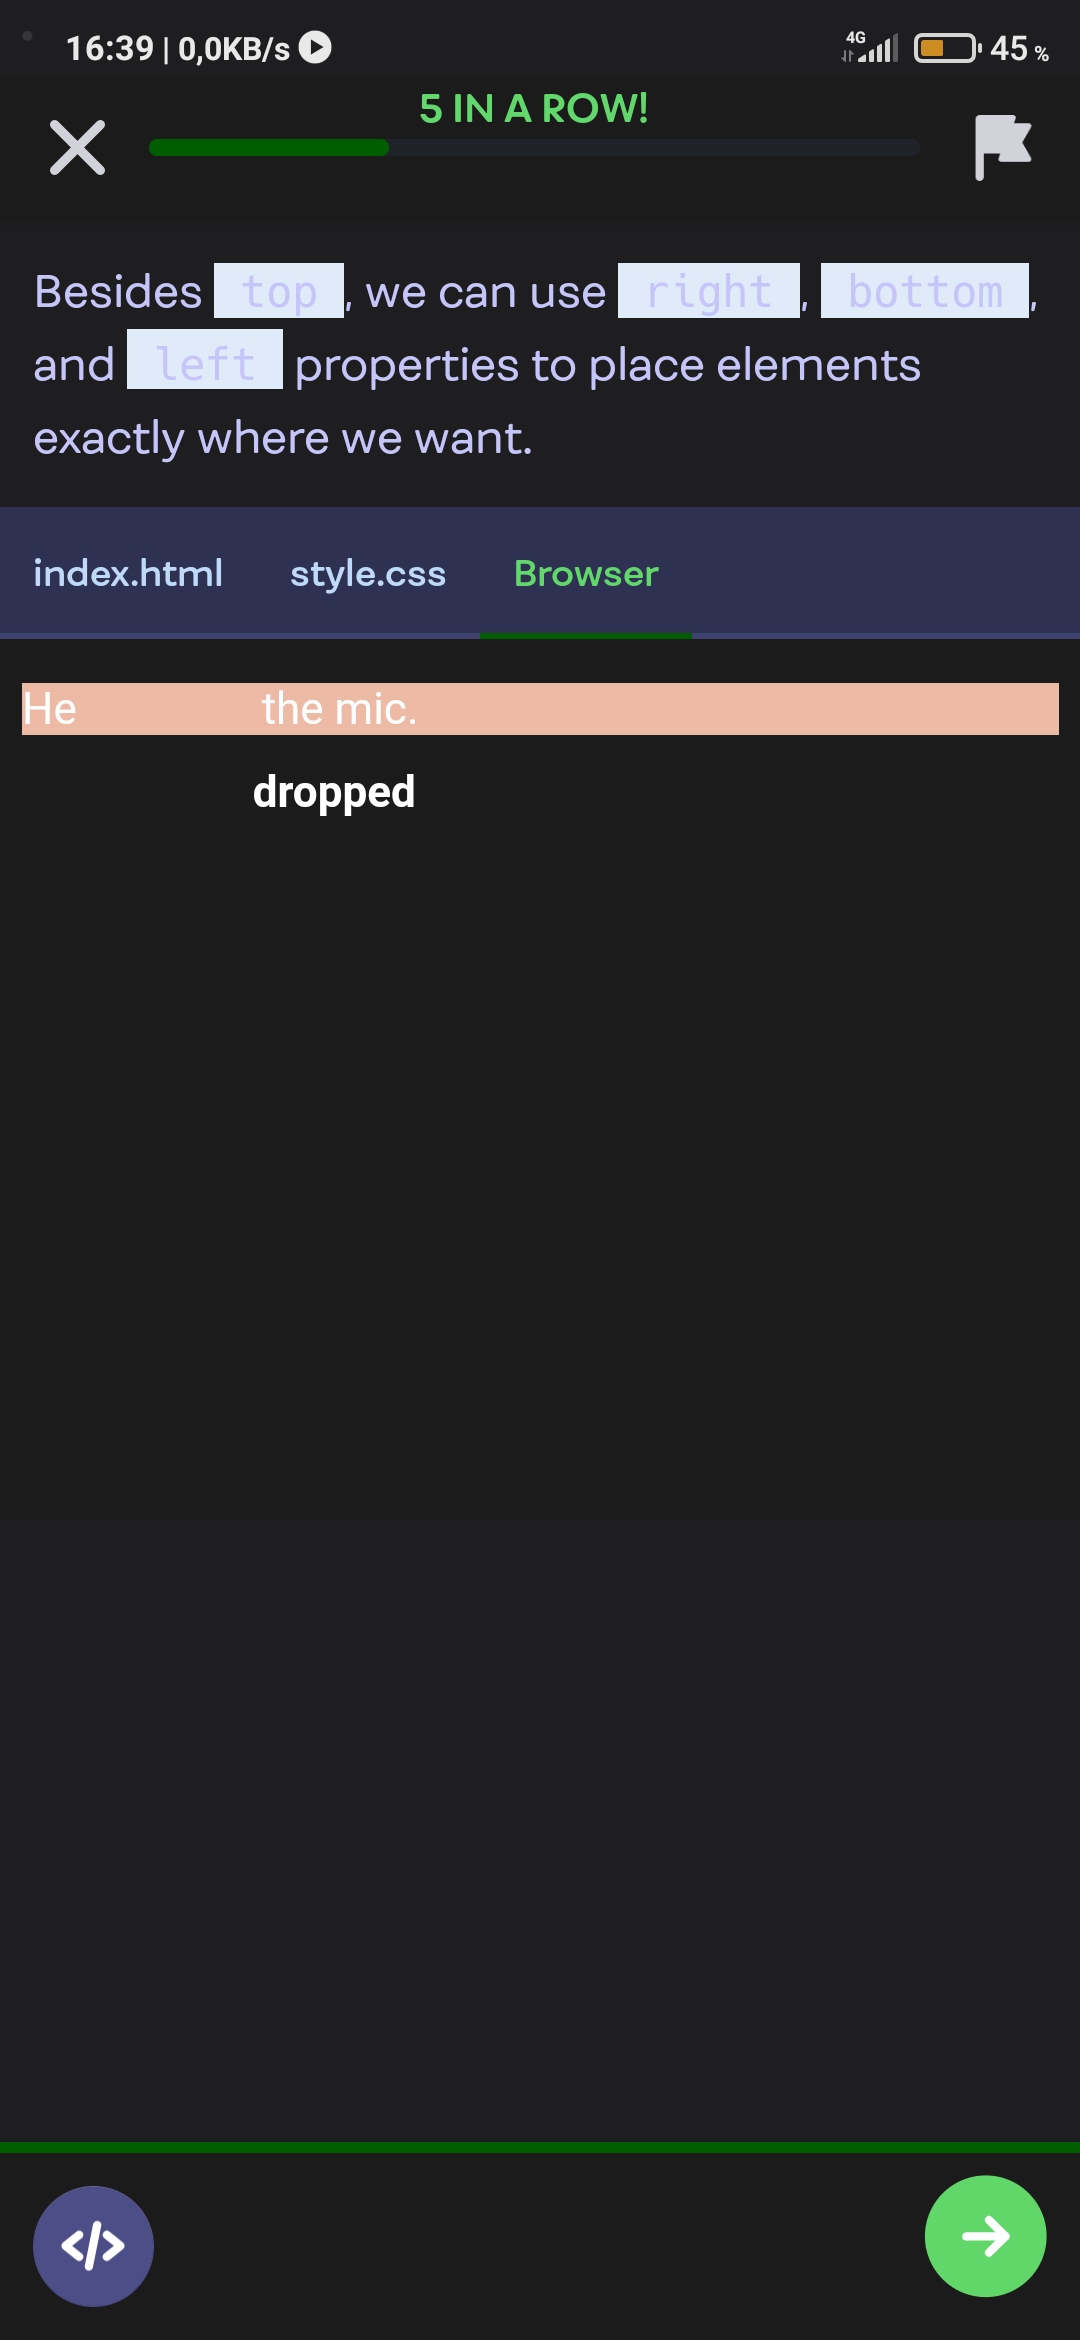 16:39 | 0,0KB/s 4G 45 %
5 IN A ROW!
Besides top, we can use right, bottom,
and left properties to place elements
exactly where we want.
index.html style.css Browser
He the mic.
dropped
</>